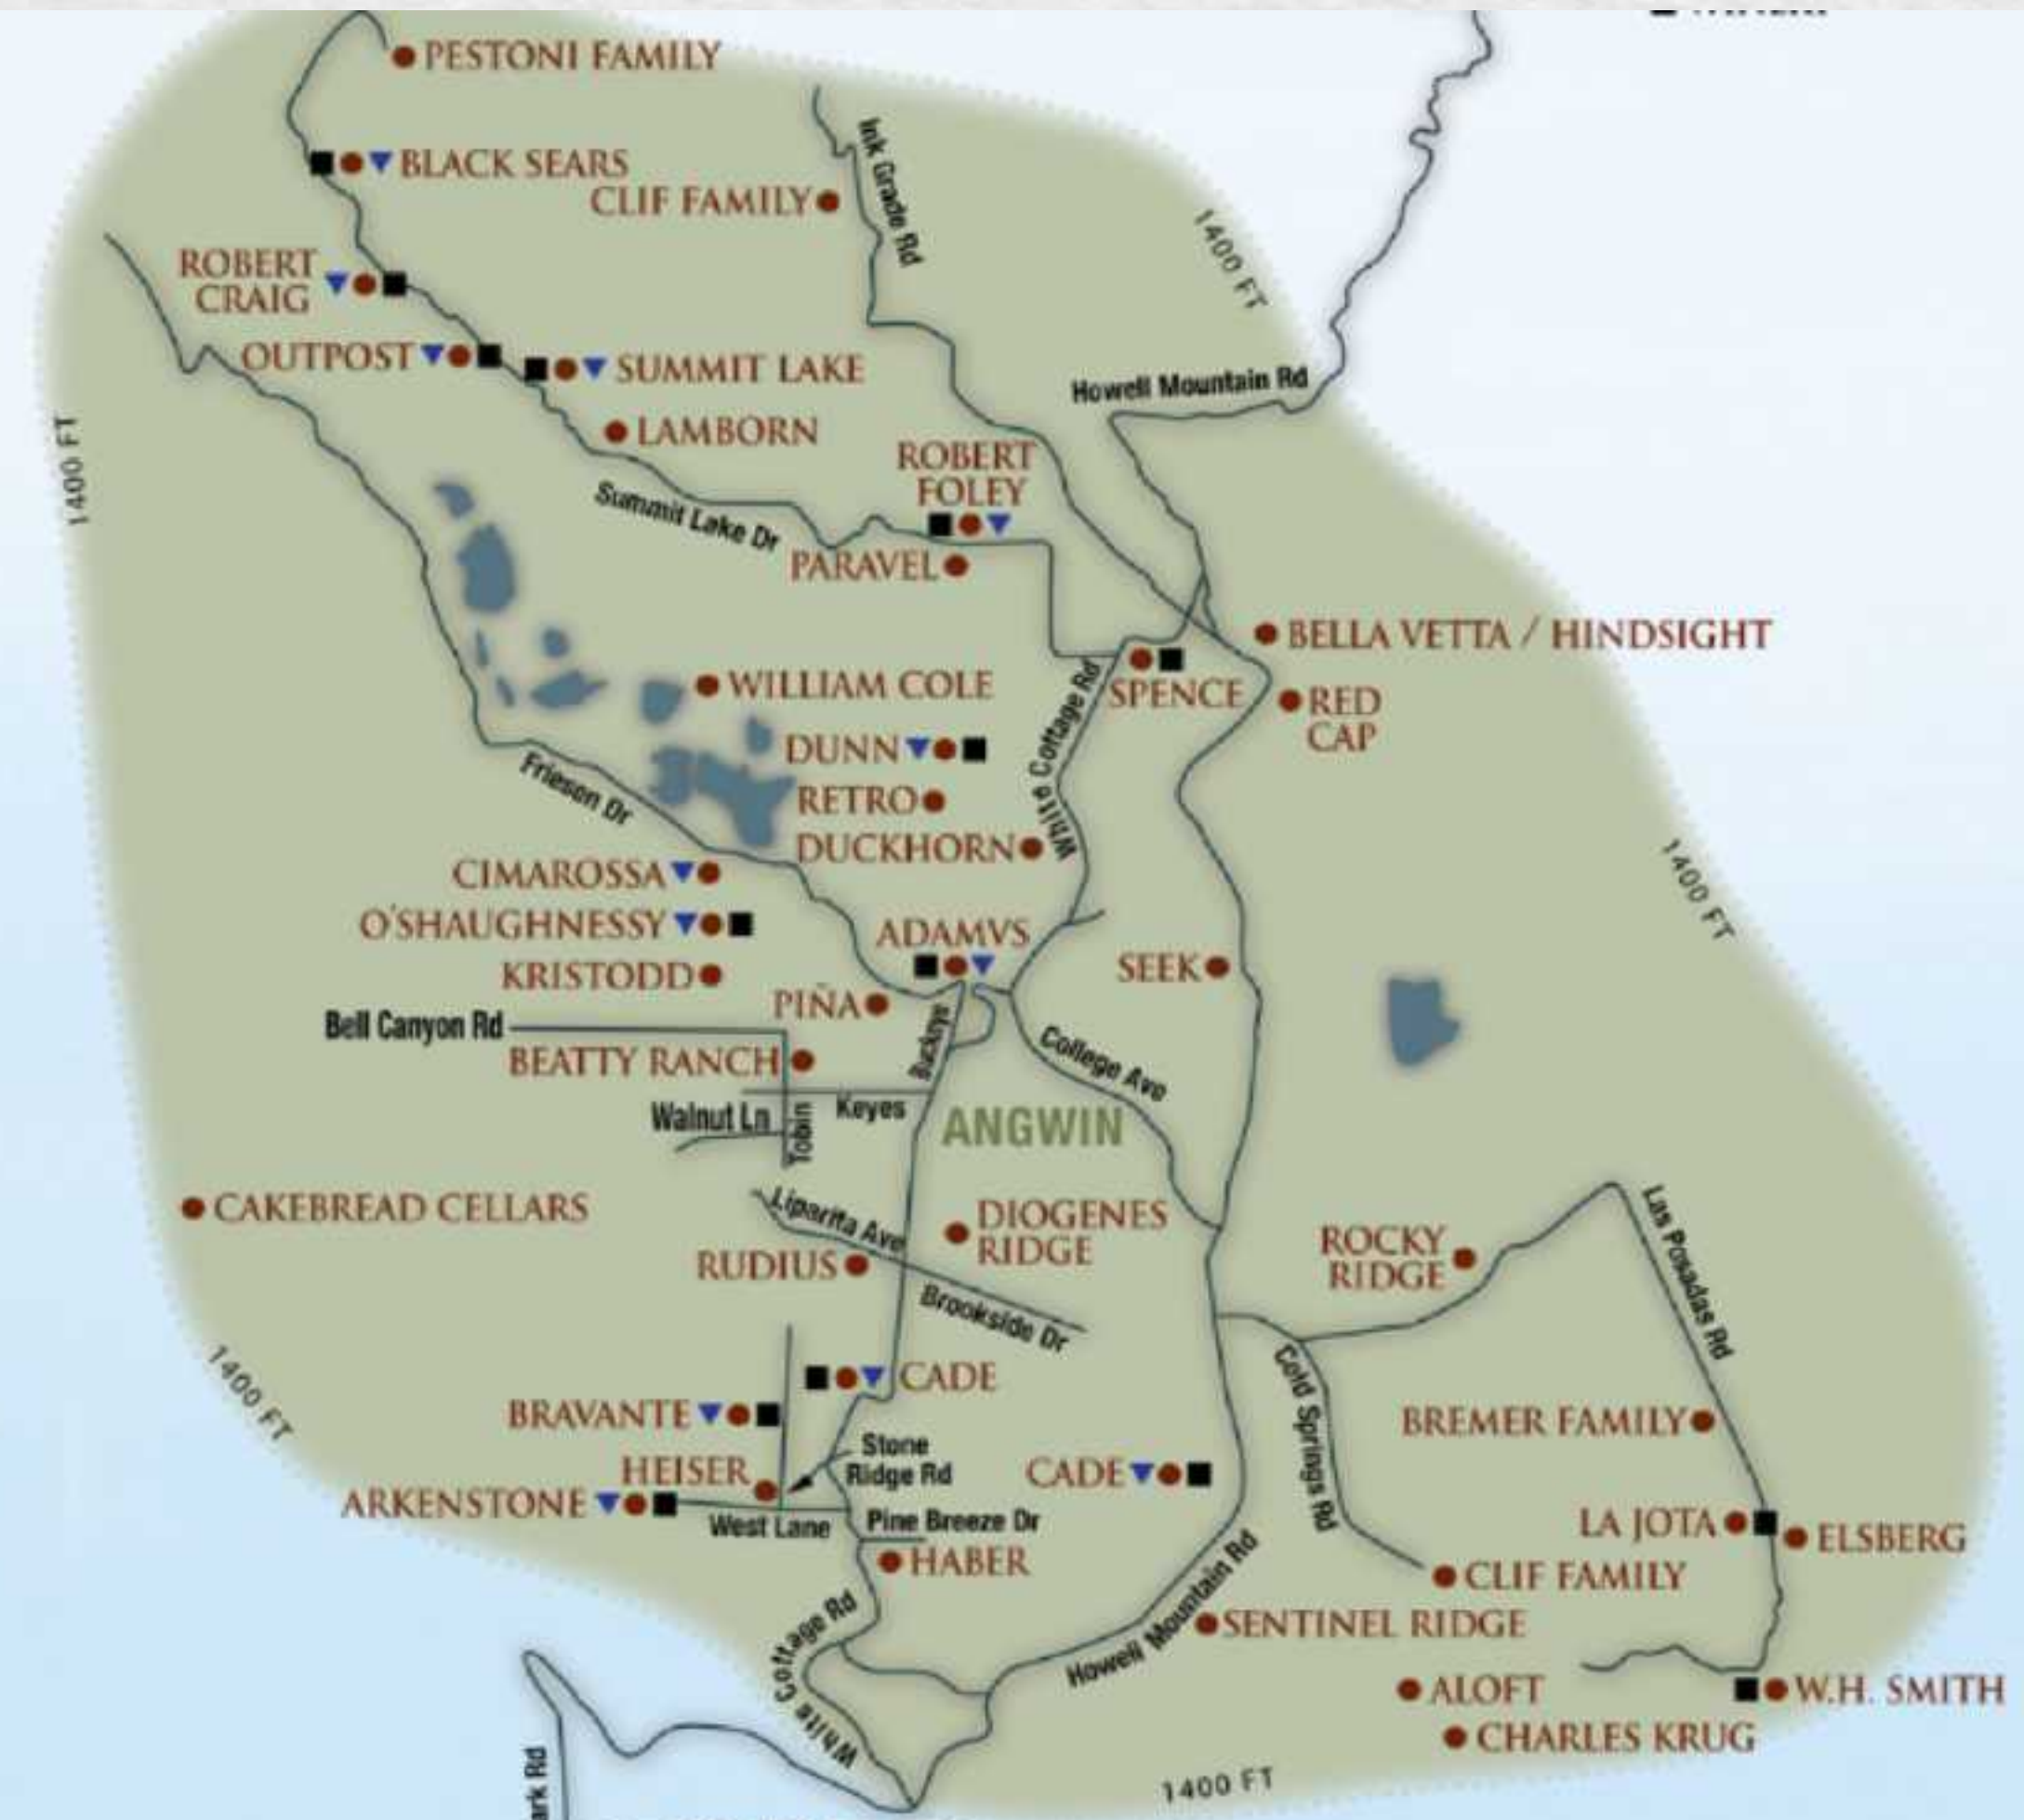 PESTONI FAMILY
BLACK SEARS
CLIF FAMILY
Ink Grade Rd
1400 FT
ROBERT
CRAIG
OUTPOST
SUMMIT LAKE
Howell Mountain Rd
1400 FT
LAMBORN
ROBERT
FOLEY
Summit Lake Dr
PARAVEL
BELLA VETTA / HINDSIGHT
WILLIAM COLE
SPENCE
RED
CAP
White Cottage Rd
DUNN
Friesen Dr
RETRO
DUCKHORN
1400 FT
CIMAROSSA
O'SHAUGHNESSY
ADAMVS
KRISTODD
SEEK
PIÑA
Bell Canyon Rd
Buckeye
BEATTY RANCH
College Ave
Keyes
Walnut Ln
Tobin
ANGWIN
CAKEBREAD CELLARS
Liparita Ave
DIOGENES
RIDGE
RUDIUS
Brookside Dr
ROCKY
RIDGE
Las Posadas Rd
1400 FT
CADE
BRAVANTE
Cold Springs Rd
BREMER FAMILY
Stone
Ridge Rd
HEISER
CADE
ARKENSTONE
West Lane
Pine Breeze Dr
LA JOTA
ELSBERG
HABER
CLIF FAMILY
Howell Mountain Rd
SENTINEL RIDGE
White Cottage Rd
White
ALOFT
W.H. SMITH
CHARLES KRUG
ark Rd
1400 FT